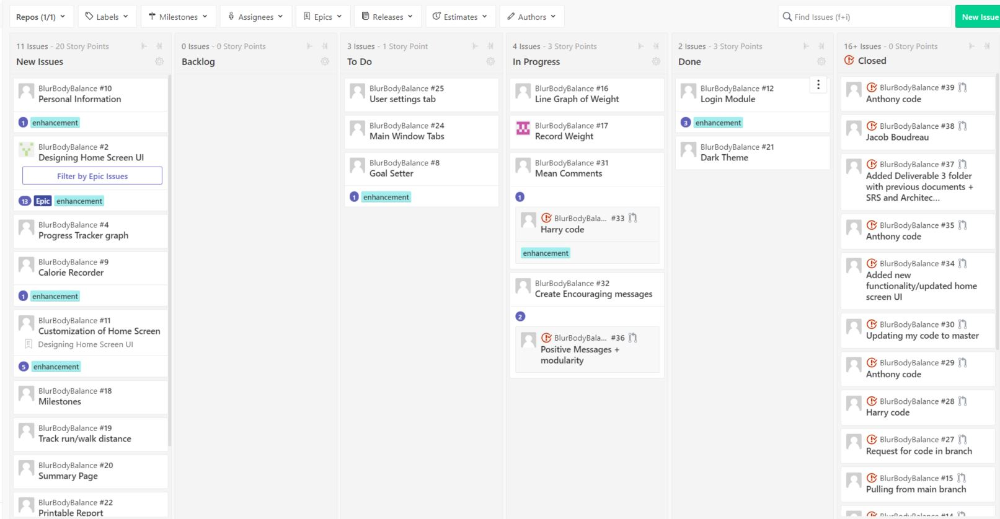 Repos (1/1)
Labels
Milestones
Assignees
Epics
Releases
Estimates
Authors
Find Issues (f+i)
New Issue
11 Issues - 20 Story Points
New Issues
BlurBodyBalance #10
Personal Information
1 enhancement
BlurBodyBalance #2
Designing Home Screen UI
Filter by Epic Issues
13 Epic enhancement
BlurBodyBalance #4
Progress Tracker graph
BlurBodyBalance #9
Calorie Recorder
1 enhancement
BlurBodyBalance #11
Customization of Home Screen
Designing Home Screen UI
5 enhancement
BlurBodyBalance #18
Milestones
BlurBodyBalance #19
Track run/walk distance
BlurBodyBalance #20
Summary Page
BlurBodyBalance #22
Printable Report
0 Issues - 0 Story Points
Backlog
3 Issues - 1 Story Point
To Do
BlurBodyBalance #25
User settings tab
BlurBodyBalance #24
Main Window Tabs
BlurBodyBalance #8
Goal Setter
1 enhancement
4 Issues - 3 Story Points
In Progress
BlurBodyBalance #16
Line Graph of Weight
BlurBodyBalance #17
Record Weight
BlurBodyBalance #31
Mean Comments
1
BlurBodyBala... #33
Harry code
enhancement
BlurBodyBalance #32
Create Encouraging messages
2
BlurBodyBala... #36
Positive Messages +
modularity
2 Issues - 3 Story Points
Done
BlurBodyBalance #12
Login Module
3 enhancement
BlurBodyBalance #21
Dark Theme
16+ Issues - 0 Story Points
Closed
BlurBodyBalance #39
Anthony code
BlurBodyBalance #38
Jacob Boudreau
BlurBodyBalance #37
Added Deliverable 3 folder
with previous documents +
SRS and Architec...
BlurBodyBalance #35
Anthony code
BlurBodyBalance #34
Added new
functionality/updated home
screen UI
BlurBodyBalance #30
Updating my code to master
BlurBodyBalance #29
Anthony code
BlurBodyBalance #28
Harry code
BlurBodyBalance #27
Request for code in branch
BlurBodyBalance #15
Pulling from main branch
BlurBodyBalance #14